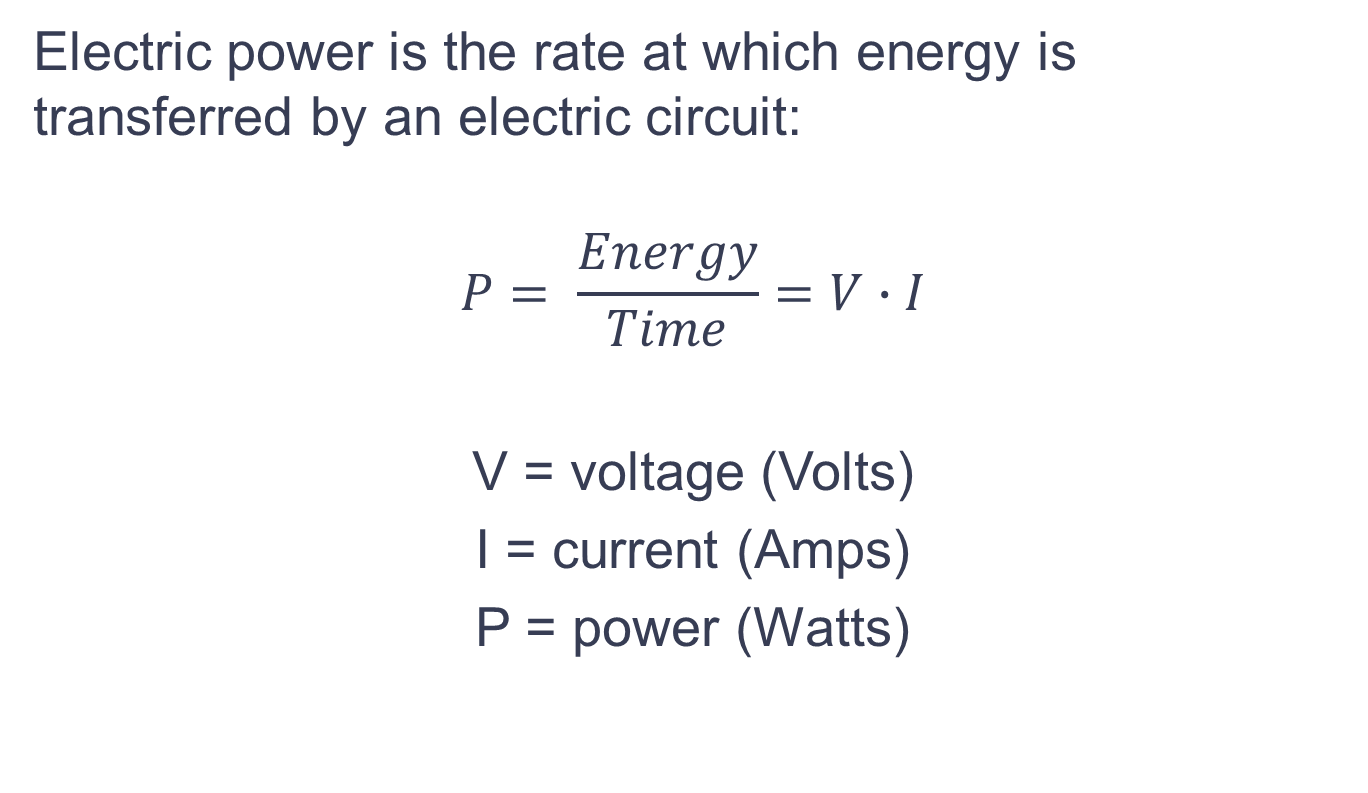 Electric power is the rate at which energy is
transferred by an electric circuit:
P = Energy / Time = V · I
V = voltage (Volts)
I = current (Amps)
P = power (Watts)